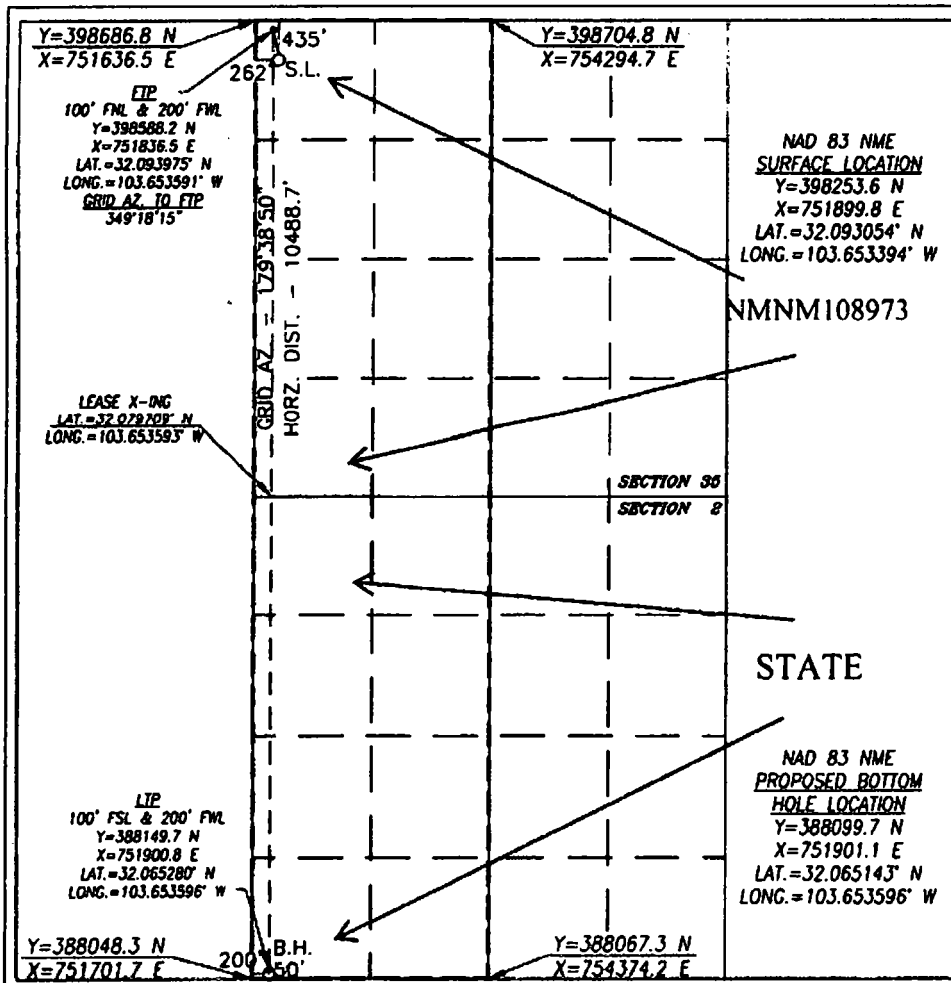 Y=398686.8 N
X=751636.5 E
435'
262'
S.L.
Y=398704.8 N
X=754294.7 E
FTP
100' FNL & 200' FWL
Y=398588.2 N
X=751836.5 E
LAT.=32.093975° N
LONG.=103.653591° W
GRID AZ. TO FTP
349°18'15"
GRID AZ. = 179°38'50"
HORZ. DIST. - 10488.7'
NAD 83 NME
SURFACE LOCATION
Y=398253.6 N
X=751899.8 E
LAT.=32.093054° N
LONG.=103.653394° W
NMNM108973
LEASE X-ING
LAT.=32.079709° N
LONG.=103.653593° W
SECTION 36
SECTION 2
STATE
LTP
100' FSL & 200' FWL
Y=388149.7 N
X=751900.8 E
LAT.=32.065280° N
LONG.=103.653596° W
NAD 83 NME
PROPOSED BOTTOM
HOLE LOCATION
Y=388099.7 N
X=751901.1 E
LAT.=32.065143° N
LONG.=103.653596° W
Y=388048.3 N
X=751701.7 E
200'
B.H.
50'
Y=388067.3 N
X=754374.2 E